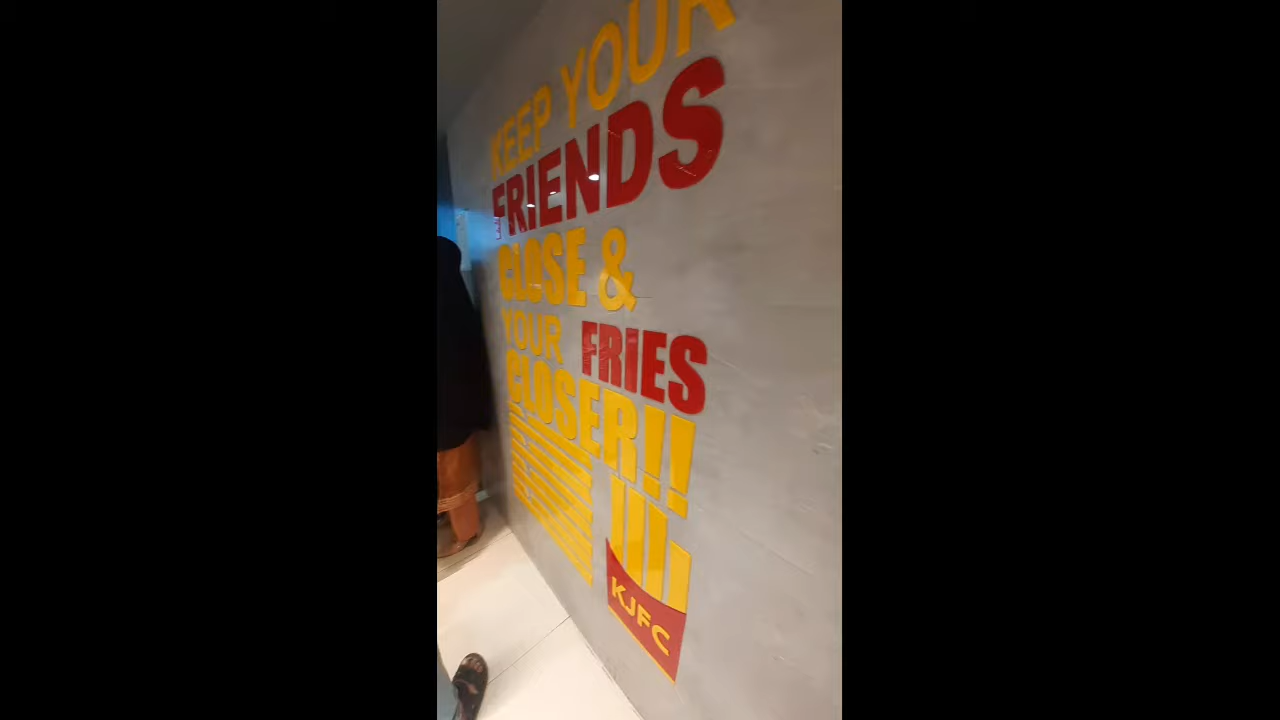 KEEP YOUR
FRIENDS
CLOSE &
YOUR FRIES
CLOSER!!
KJFC